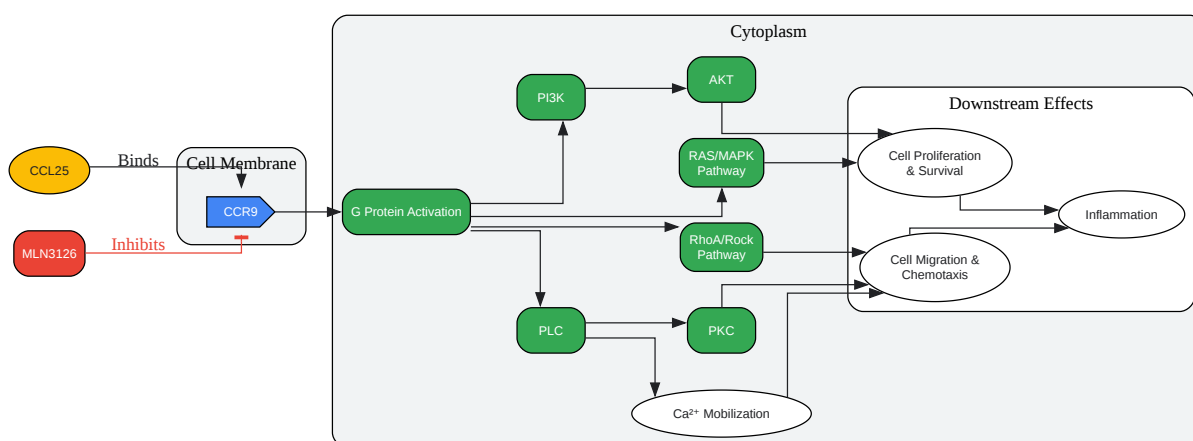 Cytoplasm
AKT
PI3K
Downstream Effects
Cell Proliferation
& Survival
RAS/MAPK
Pathway
Binds
Cell Membrane
CCL25
CCR9
G Protein Activation
Inflammation
RhoA/Rock
Pathway
Inhibits
MLN3126
Cell Migration &
Chemotaxis
PLC
PKC
Ca²⁺ Mobilization